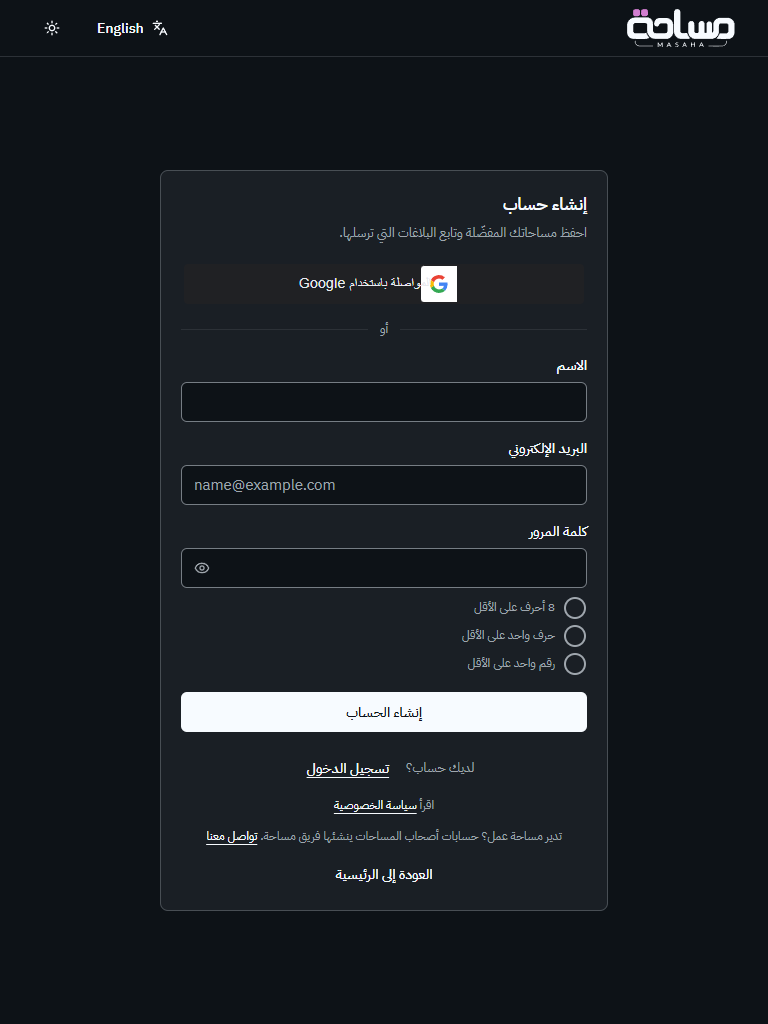 مساحة
MASAHA
English
إنشاء حساب
احفظ مساحاتك المفضّلة وتابع البلاغات التي ترسلها.
باستخدام Google
أو
الاسم
البريد الإلكتروني
name@example.com
كلمة المرور
8 أحرف على الأقل
حرف واحد على الأقل
رقم واحد على الأقل
إنشاء الحساب
لديك حساب؟ تسجيل الدخول
اقرأ سياسة الخصوصية
تدير مساحة عمل؟ حسابات أصحاب المساحات ينشئها فريق مساحة. تواصل معنا
العودة إلى الرئيسية